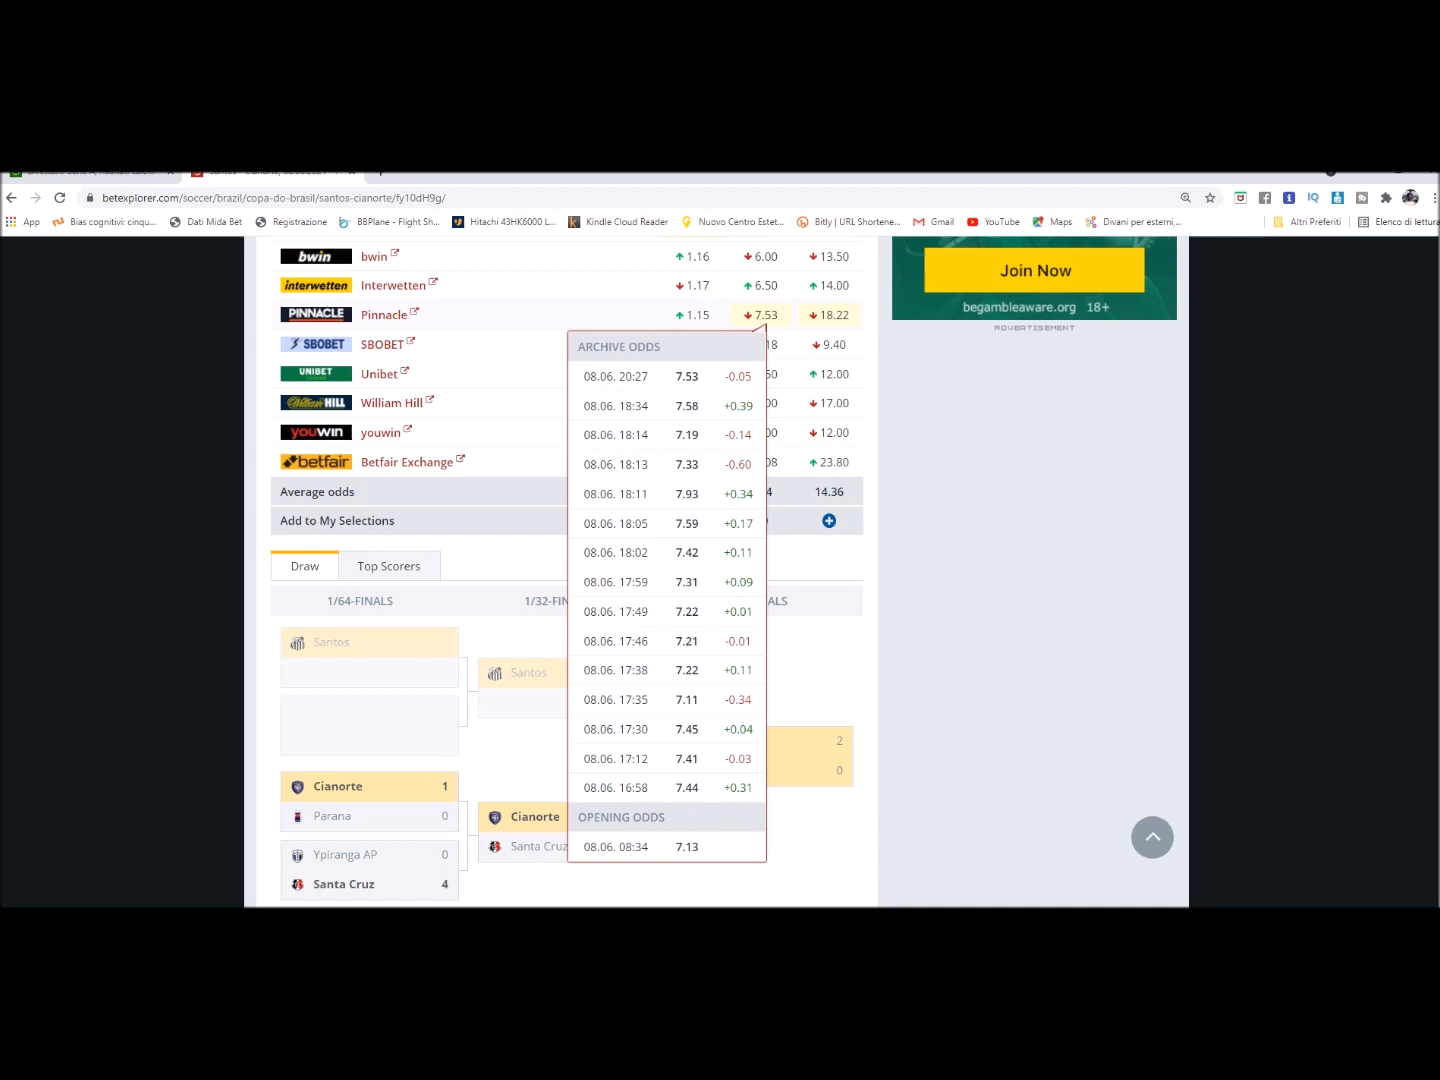 betexplorer.com/soccer/brazil/copa-do-brasil/santos-cianorte/fy10dH9g/
App Bias cognitivi: cinqu... Dati Mida Bet Registrazione BBPlane - Flight Sh... Hitachi 43HK6000 L... Kindle Cloud Reader Nuovo Centro Estet... Bitly | URL Shortene... Gmail YouTube Maps Divani per esterni,... Altri Preferiti Elenco di lettura
bwin bwin 1.16 6.00 13.50
interwetten Interwetten 1.17 6.50 14.00
PINNACLE Pinnacle 1.15 7.53 18.22
SBOBET SBOBET 18 9.40
UNIBET Unibet 50 12.00
William HILL William Hill 00 17.00
youwin youwin 00 12.00
betfair Betfair Exchange 08 23.80
Average odds 4 14.36
Add to My Selections
ARCHIVE ODDS
08.06. 20:27 7.53 -0.05
08.06. 18:34 7.58 +0.39
08.06. 18:14 7.19 -0.14
08.06. 18:13 7.33 -0.60
08.06. 18:11 7.93 +0.34
08.06. 18:05 7.59 +0.17
08.06. 18:02 7.42 +0.11
08.06. 17:59 7.31 +0.09
08.06. 17:49 7.22 +0.01
08.06. 17:46 7.21 -0.01
08.06. 17:38 7.22 +0.11
08.06. 17:35 7.11 -0.34
08.06. 17:30 7.45 +0.04
08.06. 17:12 7.41 -0.03
08.06. 16:58 7.44 +0.31
OPENING ODDS
08.06. 08:34 7.13
Draw Top Scorers
1/64-FINALS 1/32-FIN ALS
Santos
Santos
2
0
Cianorte 1
Parana 0
Cianorte
Santa Cruz
Ypiranga AP 0
Santa Cruz 4
Join Now
begambleaware.org 18+
ADVERTISEMENT